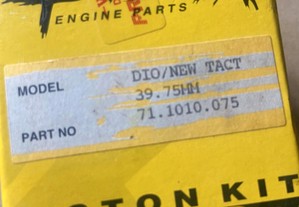 ENGINE PARTS
MODEL DIO/NEW TACT
39.75MM
PART NO 71.1010.075
TON KIT